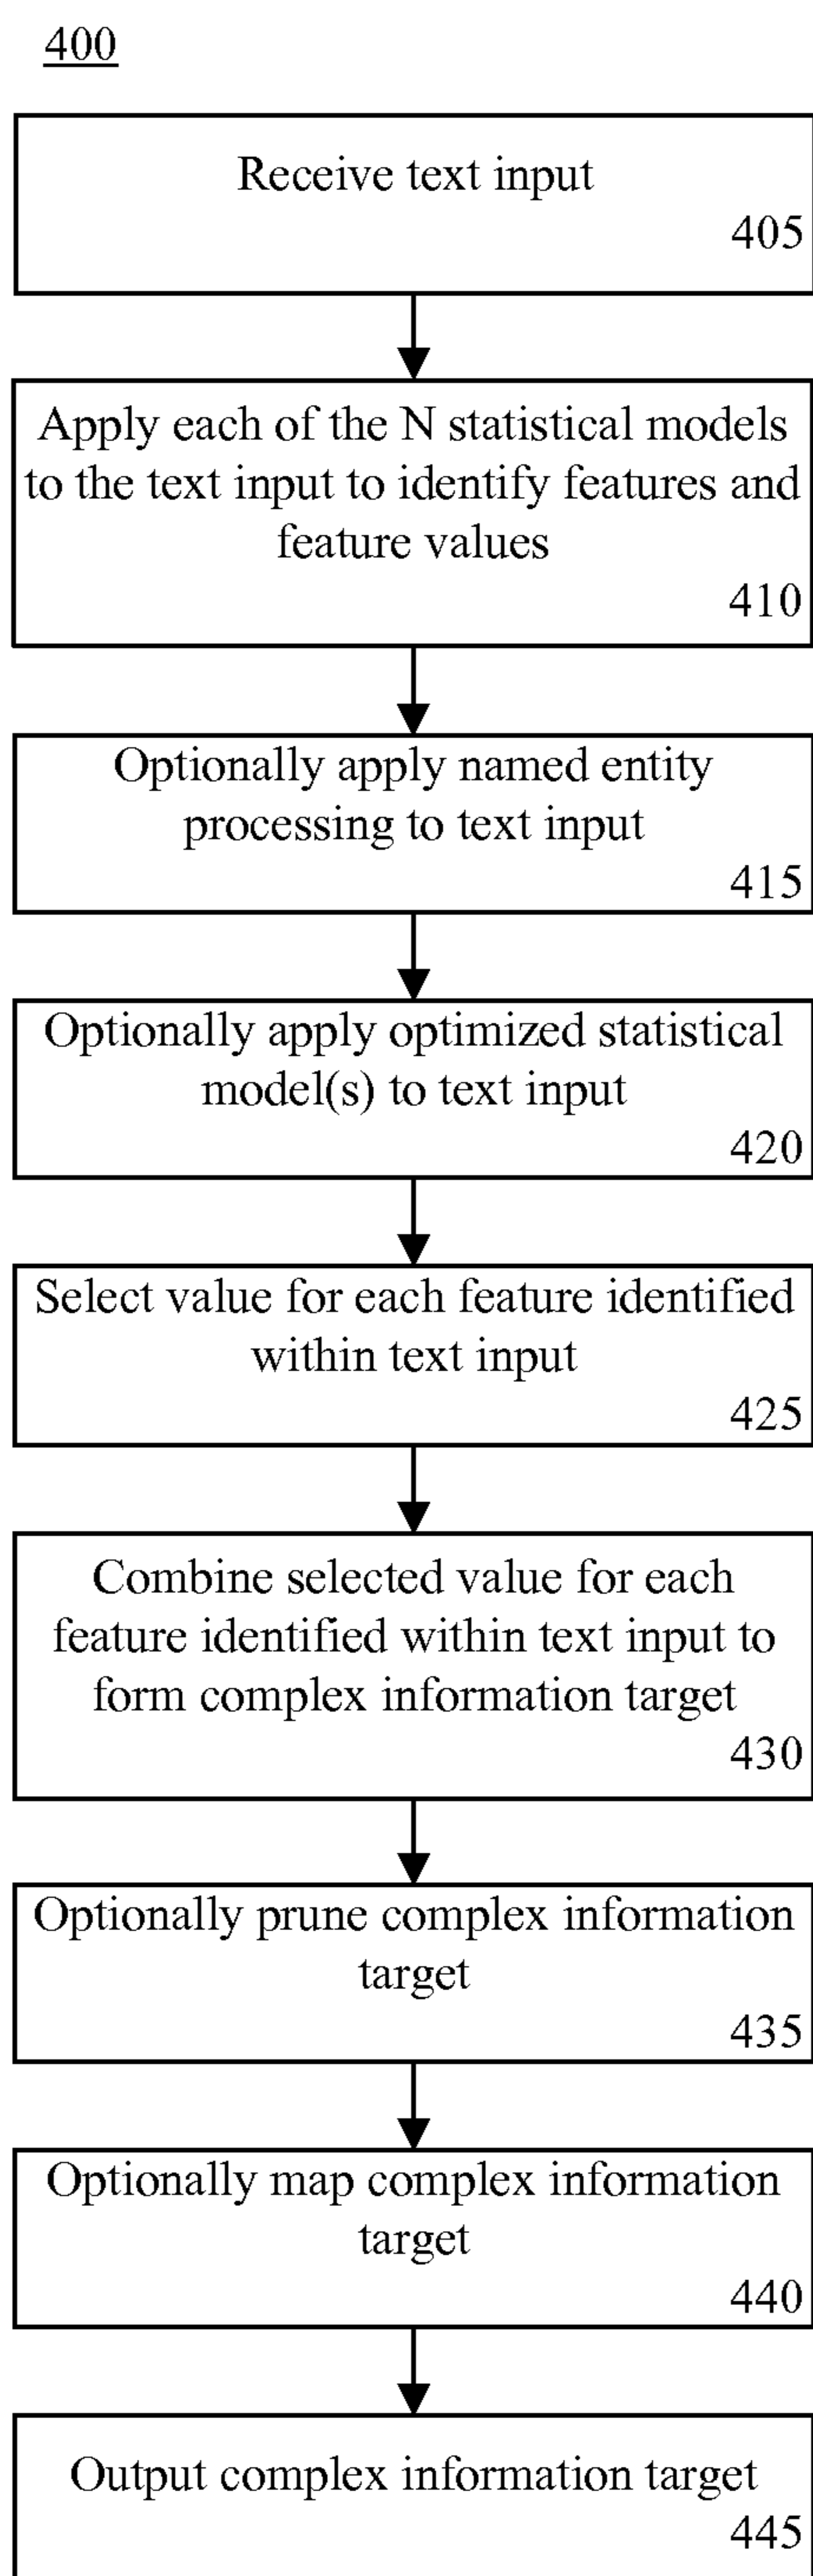 400
Receive text input
405
Apply each of the N statistical models
to the text input to identify features and
feature values
410
Optionally apply named entity
processing to text input
415
Optionally apply optimized statistical
model(s) to text input
420
Select value for each feature identified
within text input
425
Combine selected value for each
feature identified within text input to
form complex information target
430
Optionally prune complex information
target
435
Optionally map complex information
target
440
Output complex information target
445